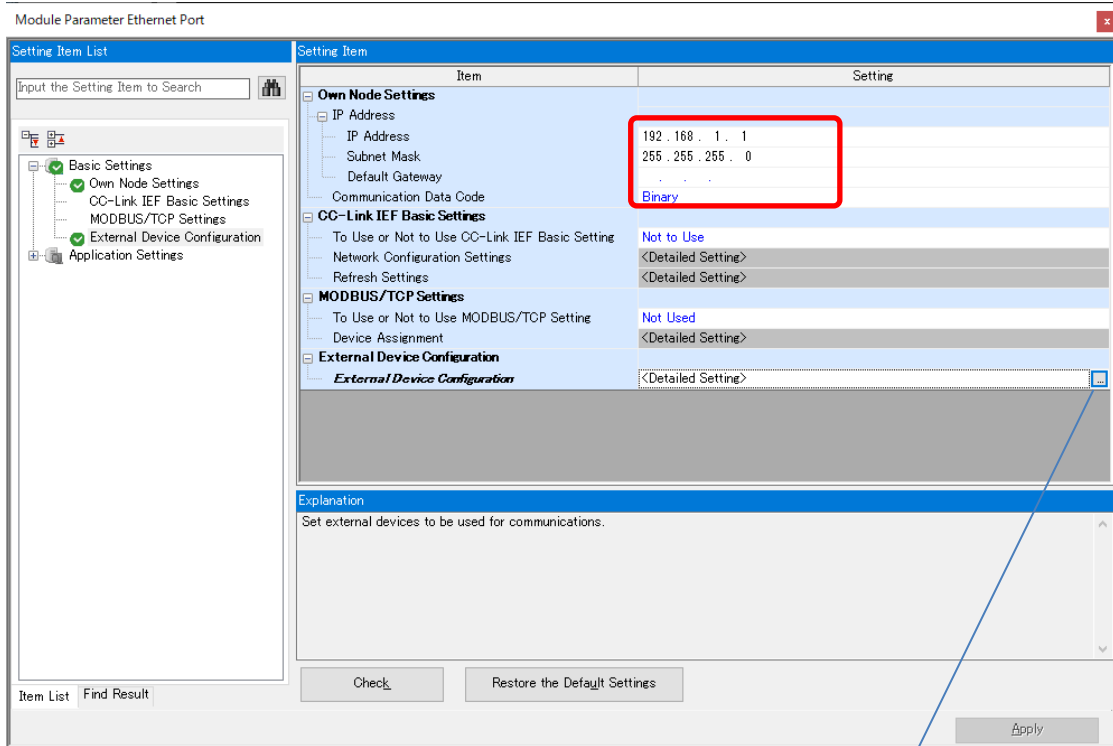 Module Parameter Ethernet Port
x
Setting Item List
Input the Setting Item to Search
Basic Settings
Own Node Settings
CC-Link IEF Basic Settings
MODBUS/TCP Settings
External Device Configuration
Application Settings
Item List Find Result
Setting Item
Item Setting
Own Node Settings
IP Address
IP Address 192 . 168 . 1 . 1
Subnet Mask 255 . 255 . 255 . 0
Default Gateway . . .
Communication Data Code Binary
CC-Link IEF Basic Settings
To Use or Not to Use CC-Link IEF Basic Setting Not to Use
Network Configuration Settings <Detailed Setting>
Refresh Settings <Detailed Setting>
MODBUS/TCP Settings
To Use or Not to Use MODBUS/TCP Setting Not Used
Device Assignment <Detailed Setting>
External Device Configuration
External Device Configuration <Detailed Setting> ...
Explanation
Set external devices to be used for communications.
Check Restore the Default Settings
Apply